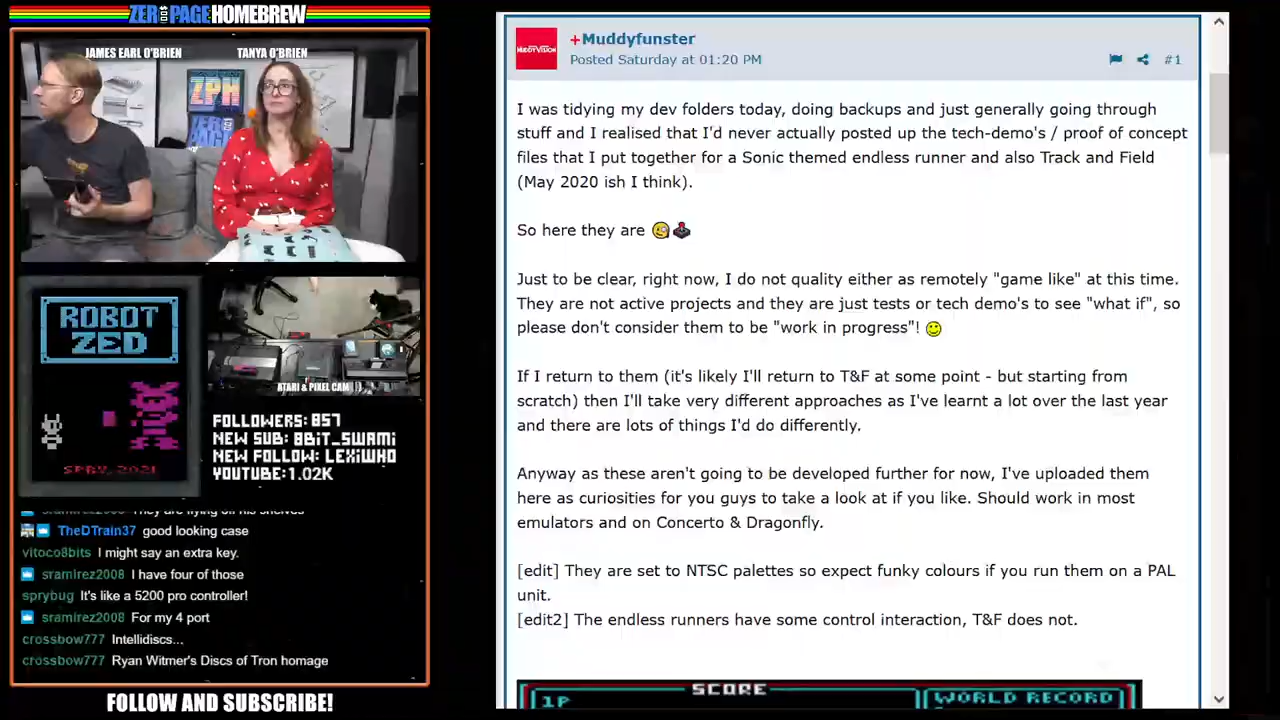 ZEROPAGEHOMEBREW
JAMES EARL O'BRIEN
TANYA O'BRIEN
ZPH
ROBOT
ZED
SPRY, 2021
ATARI & PIXEL CAM
FOLLOWERS: 857
NEW SUB: 8BIT_SWAMI
NEW FOLLOW: LEXIWHO
YOUTUBE: 1.02K
sramirez2008 They are flying off his shelves
TheDTrain37 good looking case
vitoco8bits I might say an extra key.
sramirez2008 I have four of those
sprybug It's like a 5200 pro controller!
sramirez2008 For my 4 port
crossbow777 Intellidiscs...
crossbow777 Ryan Witmer's Discs of Tron homage
FOLLOW AND SUBSCRIBE!
MUDDYVISION
+Muddyfunster
Posted Saturday at 01:20 PM
#1
I was tidying my dev folders today, doing backups and just generally going through
stuff and I realised that I'd never actually posted up the tech-demo's / proof of concept
files that I put together for a Sonic themed endless runner and also Track and Field
(May 2020 ish I think).
So here they are
Just to be clear, right now, I do not quality either as remotely "game like" at this time.
They are not active projects and they are just tests or tech demo's to see "what if", so
please don't consider them to be "work in progress"!
If I return to them (it's likely I'll return to T&F at some point - but starting from
scratch) then I'll take very different approaches as I've learnt a lot over the last year
and there are lots of things I'd do differently.
Anyway as these aren't going to be developed further for now, I've uploaded them
here as curiosities for you guys to take a look at if you like. Should work in most
emulators and on Concerto & Dragonfly.
[edit] They are set to NTSC palettes so expect funky colours if you run them on a PAL
unit.
[edit2] The endless runners have some control interaction, T&F does not.
1P
SCORE
WORLD RECORD